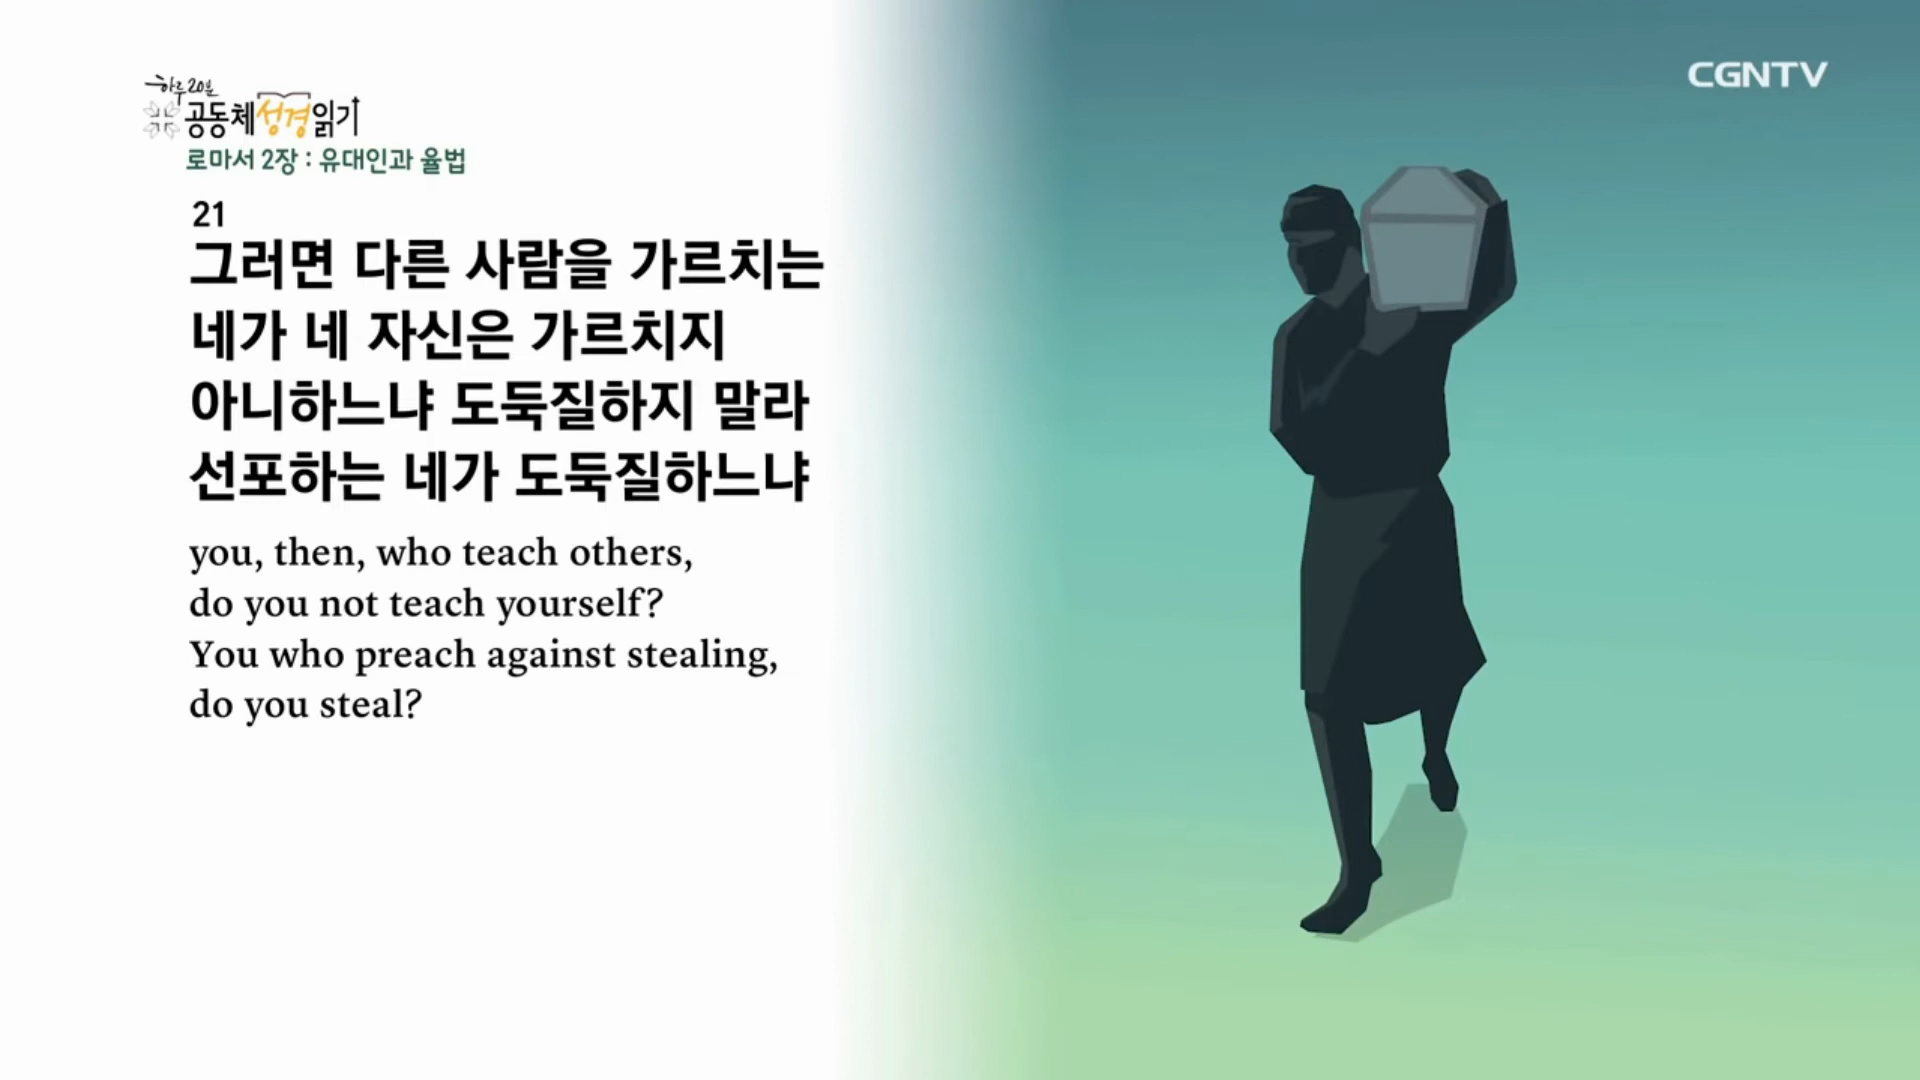 하루 20분
공동체성경읽기
CGNTV
로마서 2장 : 유대인과 율법
21
그러면 다른 사람을 가르치는
네가 네 자신은 가르치지
아니하느냐 도둑질하지 말라
선포하는 네가 도둑질하느냐
you, then, who teach others,
do you not teach yourself?
You who preach against stealing,
do you steal?